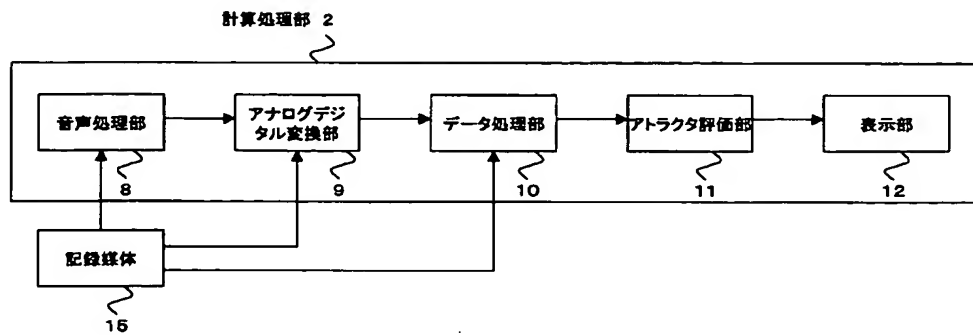 計算処理部 2
音声処理部
アナログデジ
タル変換部
データ処理部
アトラクタ評価部
表示部
8
9
10
11
12
記録媒体
15